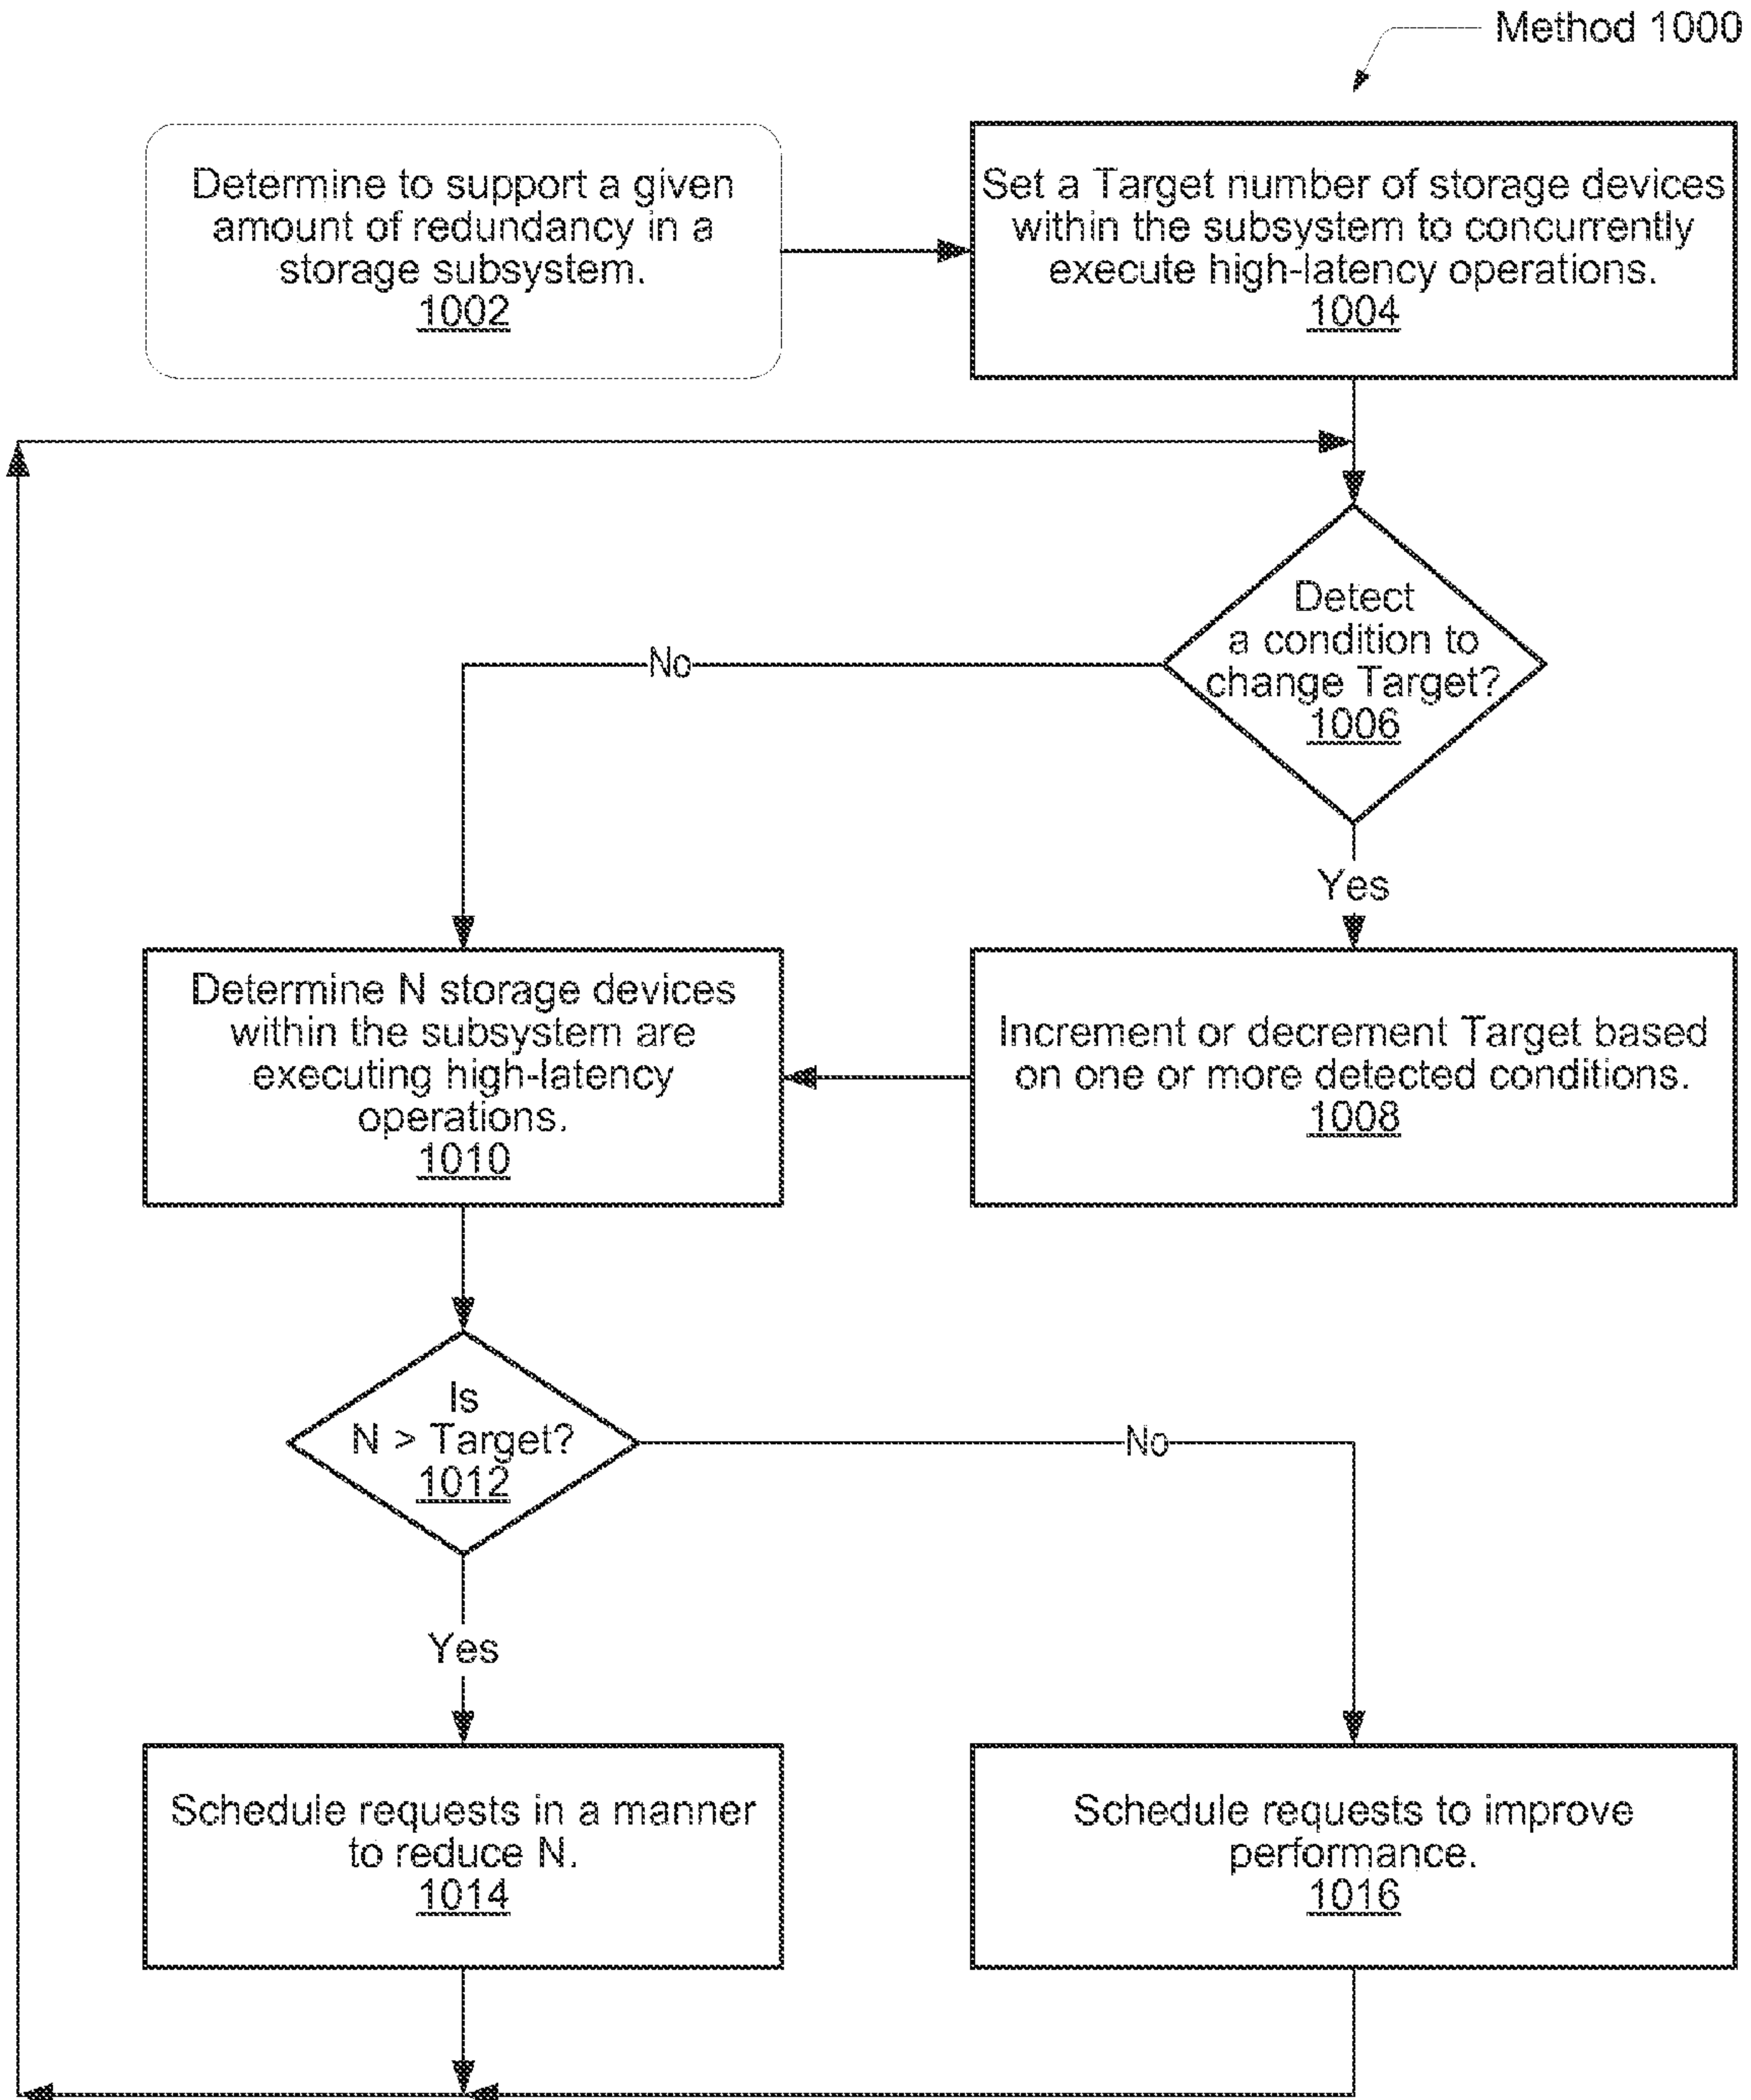 Method 1000
Determine to support a given
amount of redundancy in a
storage subsystem.
1002
Set a Target number of storage devices
within the subsystem to concurrently
execute high-latency operations.
1004
Detect
a condition to
change Target?
1006
No
Yes
Determine N storage devices
within the subsystem are
executing high-latency
operations.
1010
Increment or decrement Target based
on one or more detected conditions.
1008
Is
N > Target?
1012
No
Yes
Schedule requests in a manner
to reduce N.
1014
Schedule requests to improve
performance.
1016